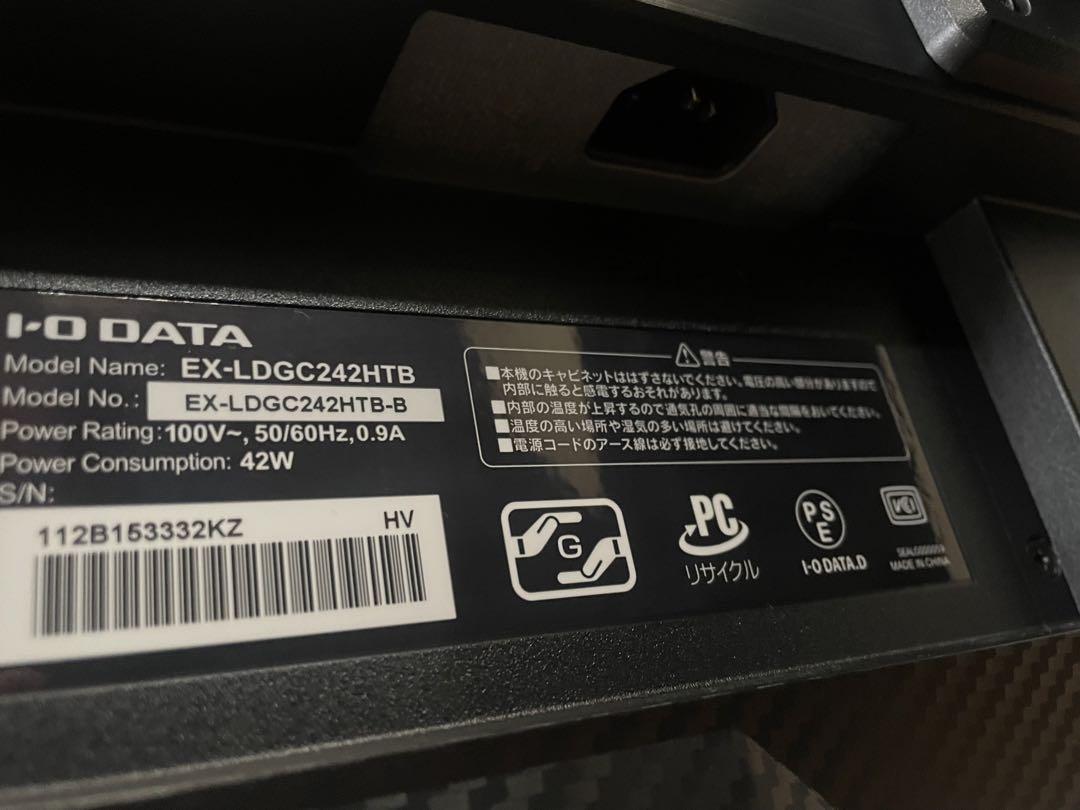 I-O DATA
Model Name: EX-LDGC242HTB
Model No.: EX-LDGC242HTB-B
Power Rating:100V~, 50/60Hz,0.9A
Power Consumption: 42W
S/N:
112B153332KZ HV
警告
■本機のキャビネットははずさないでください。電圧の高い部分がありますので
内部に触ると感電するおそれがあります。
■内部の温度が上昇するので通気孔の周囲に適当な間隔をおいてください。
■温度の高い場所や湿気の多い場所は避けてください。
■電源コードのアース線は必ず接地してください。
G
PC
リサイクル
PSE
I-O DATA.D
VCCI
MADE IN CHINA